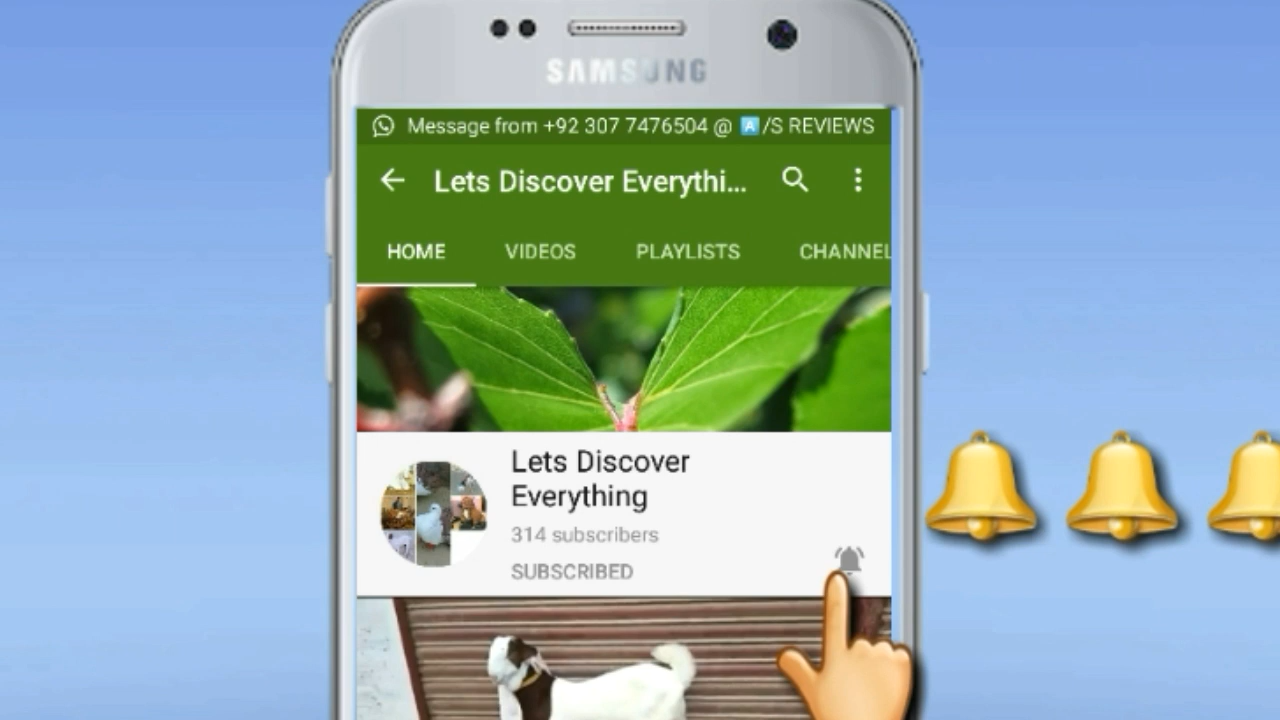 SAMSUNG
Message from +92 307 7476504 @ 🅰/S REVIEWS
Lets Discover Everythi...
HOME VIDEOS PLAYLISTS CHANNEL
Lets Discover
Everything
314 subscribers
SUBSCRIBED